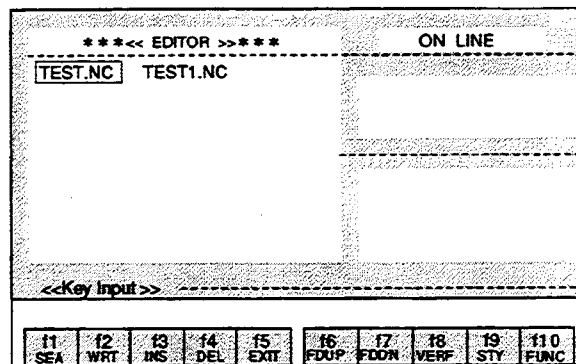 ***<< EDITOR >>*** ON LINE
TEST.NC TEST1.NC
<<Key Input>>
f1 f2 f3 f4 f5 f6 f7 f8 f9 f10
SEA WRT INS DEL EXIT FDUP FDDN VERF STY FUNC